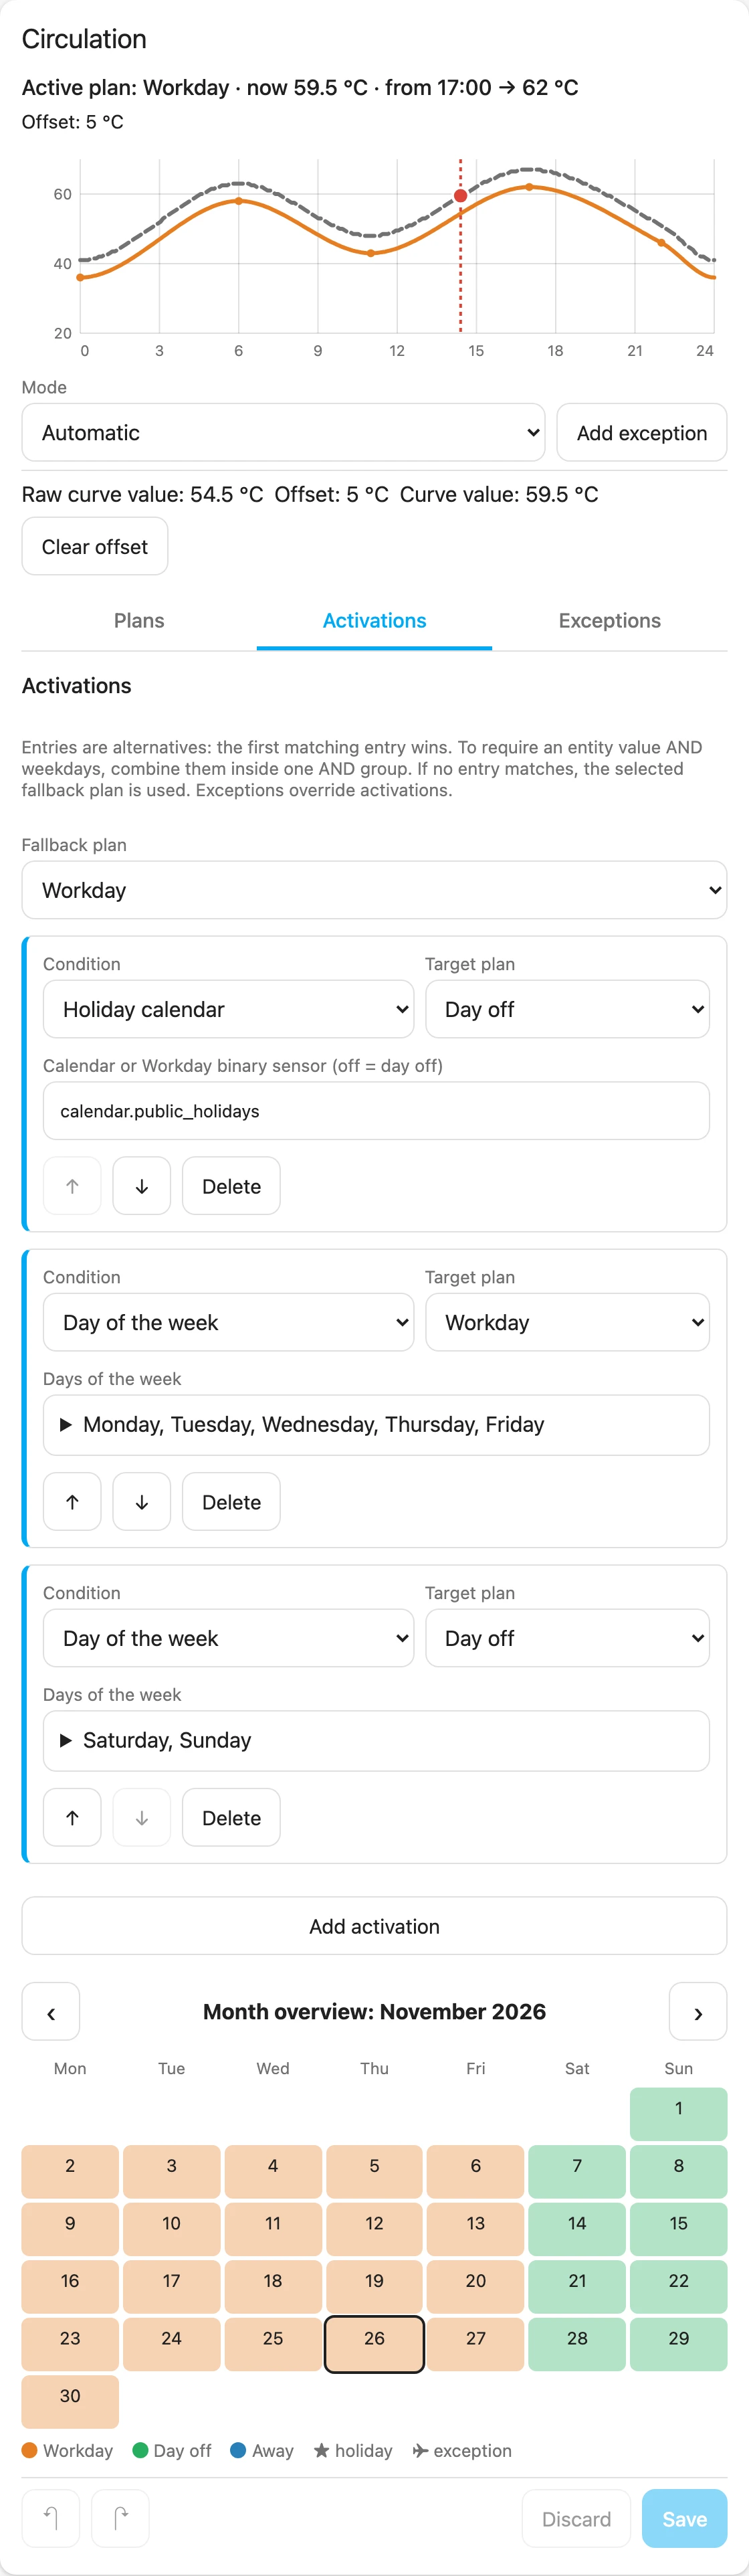 Circulation
Active plan: Workday · now 59.5 °C · from 17:00 → 62 °C
Offset: 5 °C
60
40
20
0 3 6 9 12 15 18 21 24
Mode
Automatic
Add exception
Raw curve value: 54.5 °C Offset: 5 °C Curve value: 59.5 °C
Clear offset
Plans Activations Exceptions
Activations
Entries are alternatives: the first matching entry wins. To require an entity value AND
weekdays, combine them inside one AND group. If no entry matches, the selected
fallback plan is used. Exceptions override activations.
Fallback plan
Workday
Condition Target plan
Holiday calendar Day off
Calendar or Workday binary sensor (off = day off)
calendar.public_holidays
↑ ↓ Delete
Condition Target plan
Day of the week Workday
Days of the week
▶ Monday, Tuesday, Wednesday, Thursday, Friday
↑ ↓ Delete
Condition Target plan
Day of the week Day off
Days of the week
▶ Saturday, Sunday
↑ ↓ Delete
Add activation
‹ Month overview: November 2026 ›
Mon Tue Wed Thu Fri Sat Sun
1
2 3 4 5 6 7 8
9 10 11 12 13 14 15
16 17 18 19 20 21 22
23 24 25 26 27 28 29
30
Workday Day off Away ★ holiday ✈ exception
Discard Save